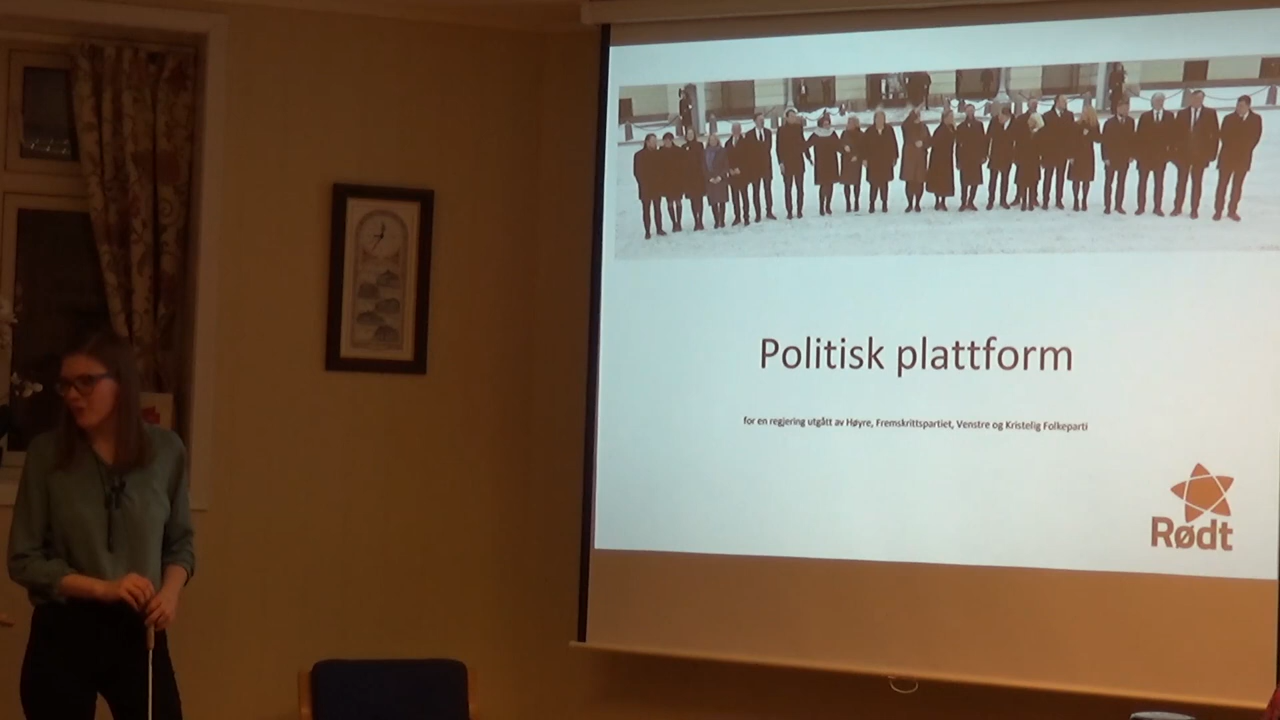 Politisk plattform
for en regjering utgått av Høyre, Fremskrittspartiet, Venstre og Kristelig Folkeparti
Rødt